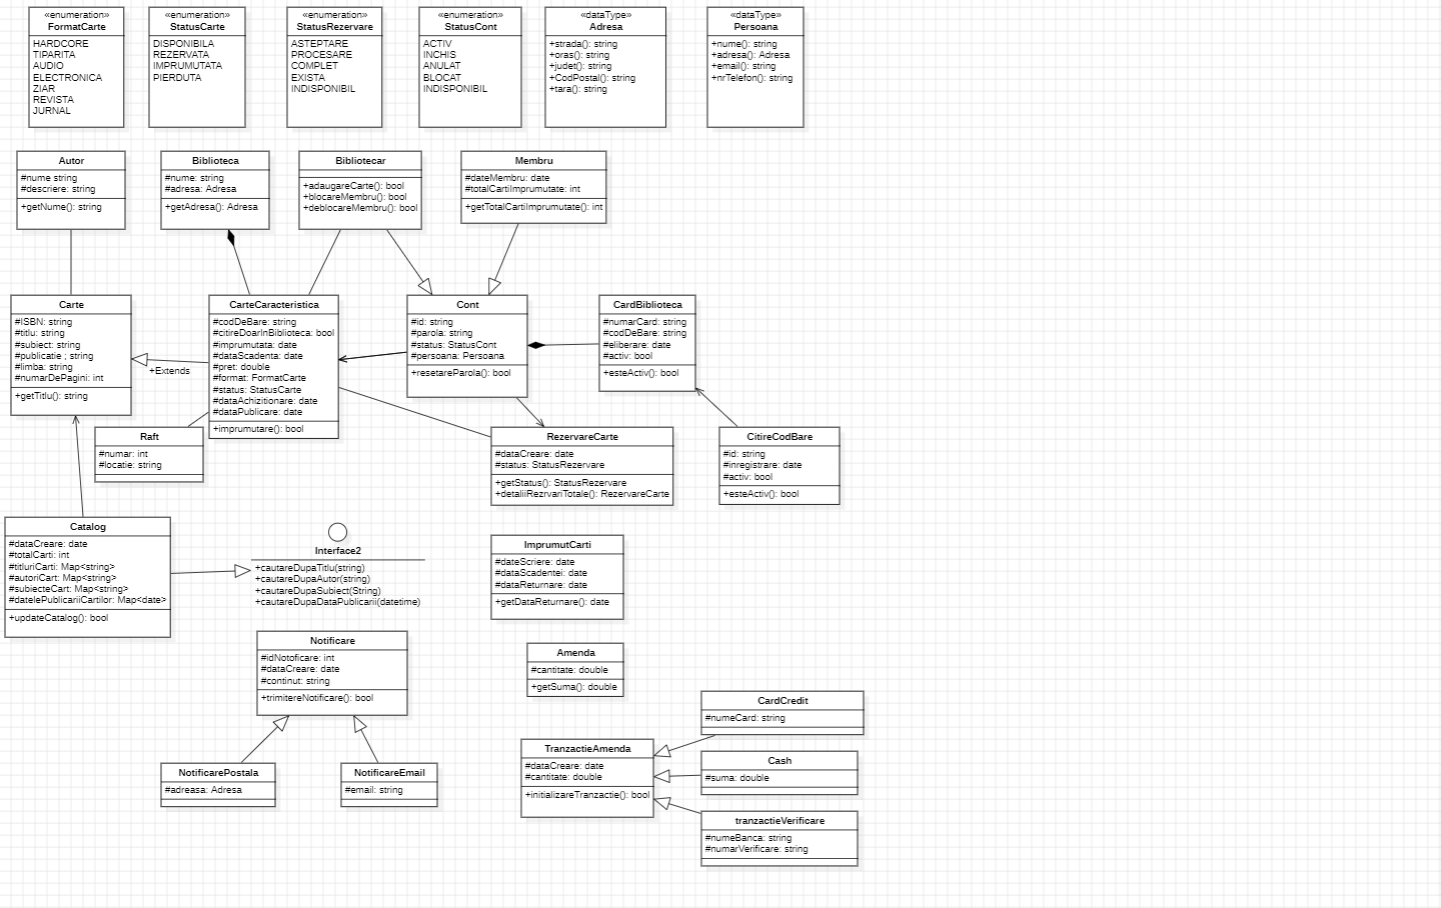 «enumeration»
FormatCarte
HARDCORE
TIPARITA
AUDIO
ELECTRONICA
ZIAR
REVISTA
JURNAL
«enumeration»
StatusCarte
DISPONIBILA
REZERVATA
IMPRUMUTATA
PIERDUTA
«enumeration»
StatusRezervare
ASTEPTARE
PROCESARE
COMPLET
EXISTA
INDISPONIBIL
«enumeration»
StatusCont
ACTIV
INCHIS
ANULAT
BLOCAT
INDISPONIBIL
«dataType»
Adresa
+strada(): string
+oras(): string
+judet(): string
+CodPostal(): string
+tara(): string
«dataType»
Persoana
+nume(): string
+adresa(): Adresa
+email(): string
+nrTelefon(): string
Autor
#nume string
#descriere: string
+getNume(): string
Biblioteca
#nume: string
#adresa: Adresa
+getAdresa(): Adresa
Bibliotecar
+adaugareCarte(): bool
+blocareMembru(): bool
+deblocareMembru(): bool
Membru
#dateMembru: date
#totalCartiImprumutate: int
+getTotalCartiImprumutate(): int
Carte
#ISBN: string
#titlu: string
#subiect: string
#publicatie ; string
#limba: string
#numarDePagini: int
+getTitlu(): string
+Extends
CarteCaracteristica
#codDeBare: string
#citireDoarInBiblioteca: bool
#imprumutata: date
#dataScadenta: date
#pret: double
#format: FormatCarte
#status: StatusCarte
#dataAchizitionare: date
#dataPublicare: date
+imprumutare(): bool
Cont
#id: string
#parola: string
#status: StatusCont
#persoana: Persoana
+resetareParola(): bool
CardBiblioteca
#numarCard: string
#codDeBare: string
#eliberare: date
#activ: bool
+esteActiv(): bool
Raft
#numar: int
#locatie: string
RezervareCarte
#dataCreare: date
#status: StatusRezervare
+getStatus(): StatusRezervare
+detaliiRezrvariTotale(): RezervareCarte
CitireCodBare
#id: string
#inregistrare: date
#activ: bool
+esteActiv(): bool
Catalog
#dataCreare: date
#totalCarti: int
#titluriCarti: Map<string>
#autoriCart: Map<string>
#subiecteCart: Map<string>
#datelePublicariiCartilor: Map<date>
+updateCatalog(): bool
Interface2
+cautareDupaTitlu(string)
+cautareDupaAutor(string)
+cautareDupaSubiect(String)
+cautareDupaDataPublicarii(datetime)
ImprumutCarti
#dateScriere: date
#dataScadentei: date
#dataReturnare: date
+getDataReturnare(): date
Notificare
#idNotoficare: int
#dataCreare: date
#continut: string
+trimitereNotificare(): bool
Amenda
#cantitate: double
+getSuma(): double
NotificarePostala
#adreasa: Adresa
NotificareEmail
#email: string
TranzactieAmenda
#dataCreare: date
#cantitate: double
+initializareTranzactie(): bool
CardCredit
#numeCard: string
Cash
#suma: double
tranzactieVerificare
#numeBanca: string
#numarVerificare: string